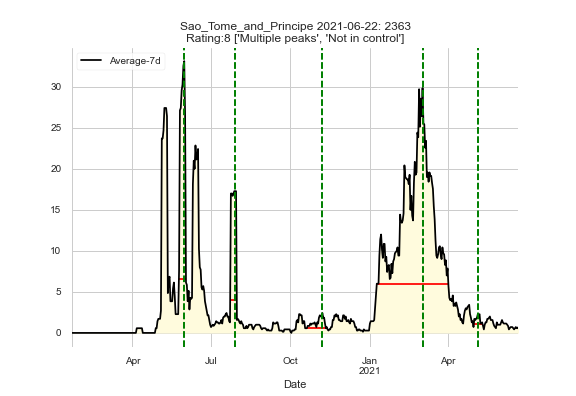 Sao_Tome_and_Principe 2021-06-22: 2363
Rating:8 ['Multiple peaks', 'Not in control']
Average-7d
30
25
20
15
10
5
0
Apr
Jul
Oct
Jan
2021
Apr
Date